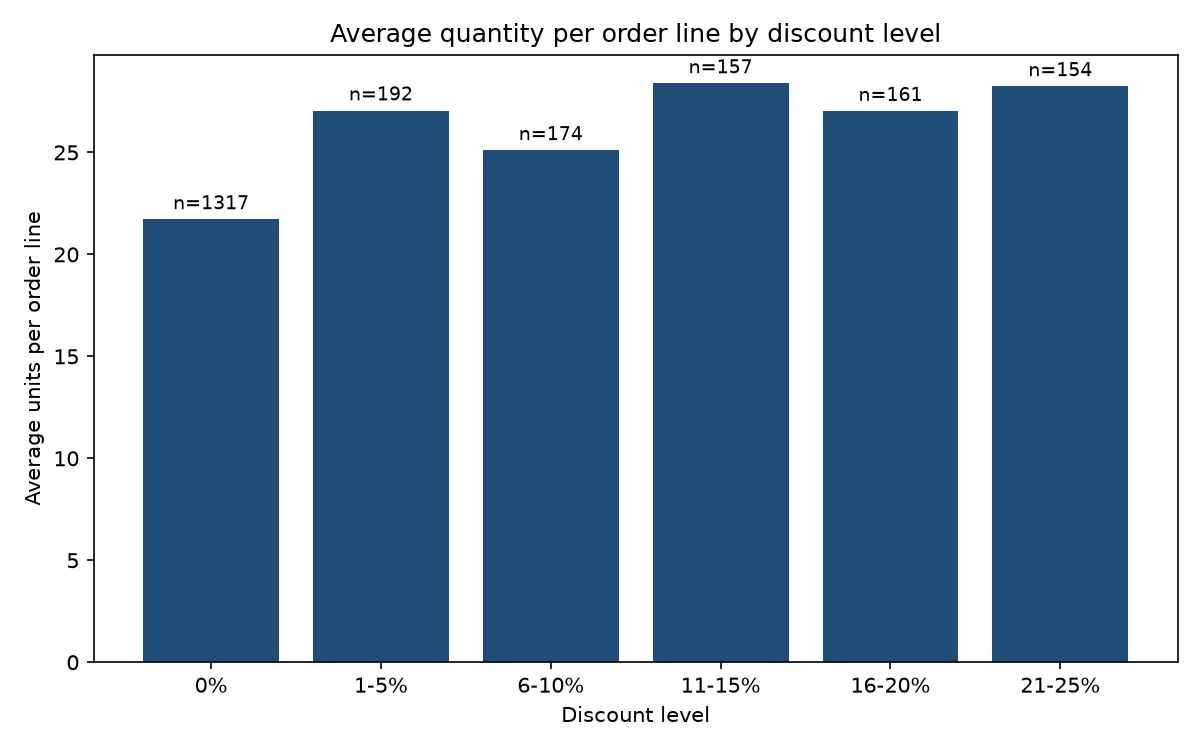 Average quantity per order line by discount level
n=1317
n=192
n=174
n=157
n=161
n=154
Average units per order line
25
20
15
10
5
0
0%
1-5%
6-10%
11-15%
16-20%
21-25%
Discount level